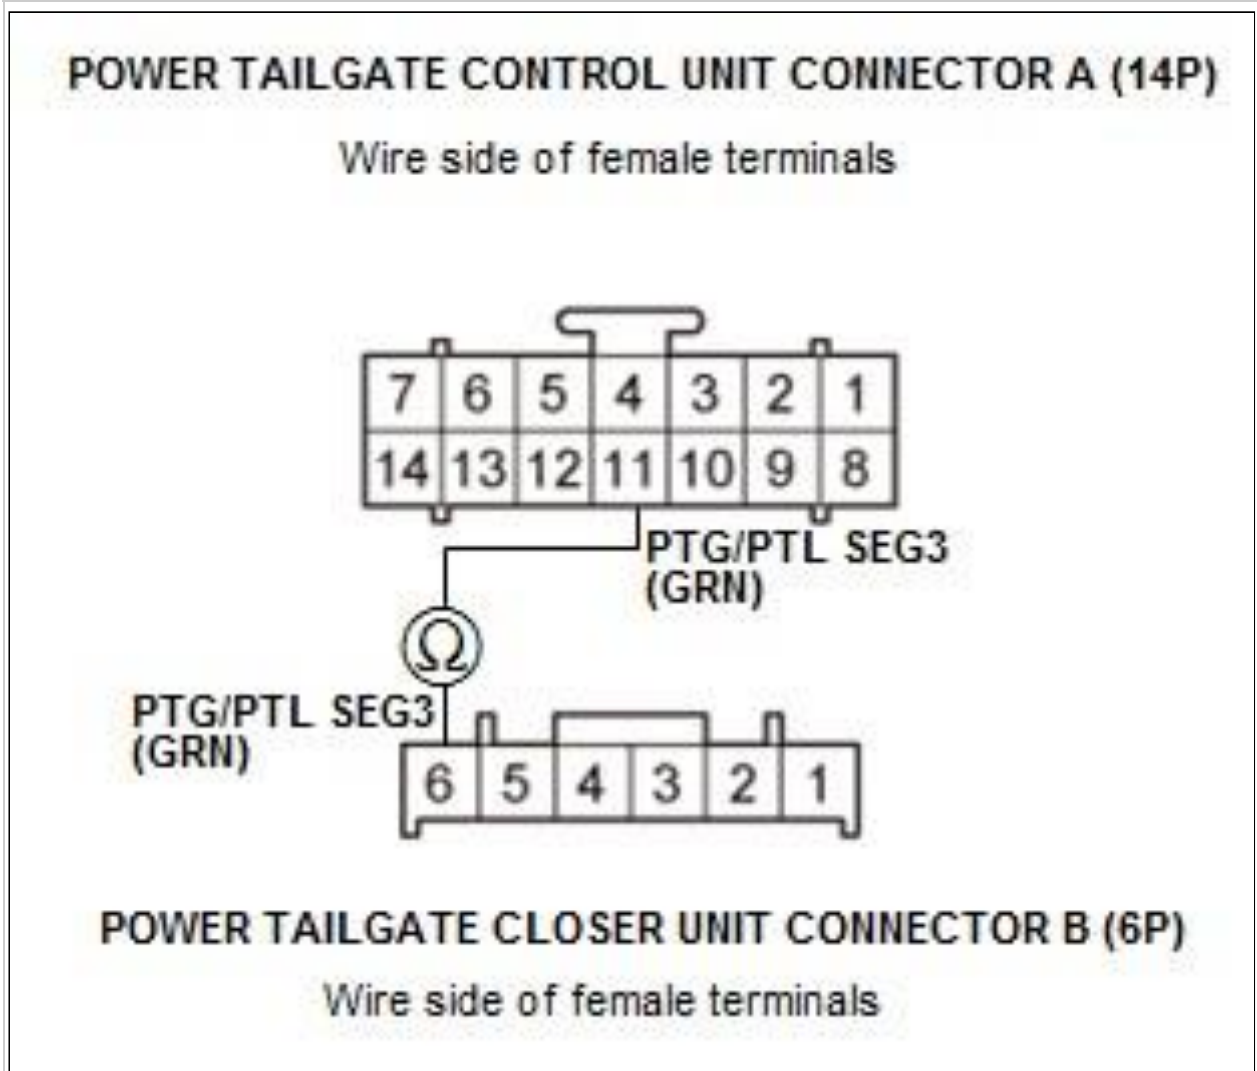 POWER TAILGATE CONTROL UNIT CONNECTOR A (14P)
Wire side of female terminals
7 6 5 4 3 2 1
14 13 12 11 10 9 8
PTG/PTL SEG3
(GRN)
Ω
PTG/PTL SEG3
(GRN)
6 5 4 3 2 1
POWER TAILGATE CLOSER UNIT CONNECTOR B (6P)
Wire side of female terminals